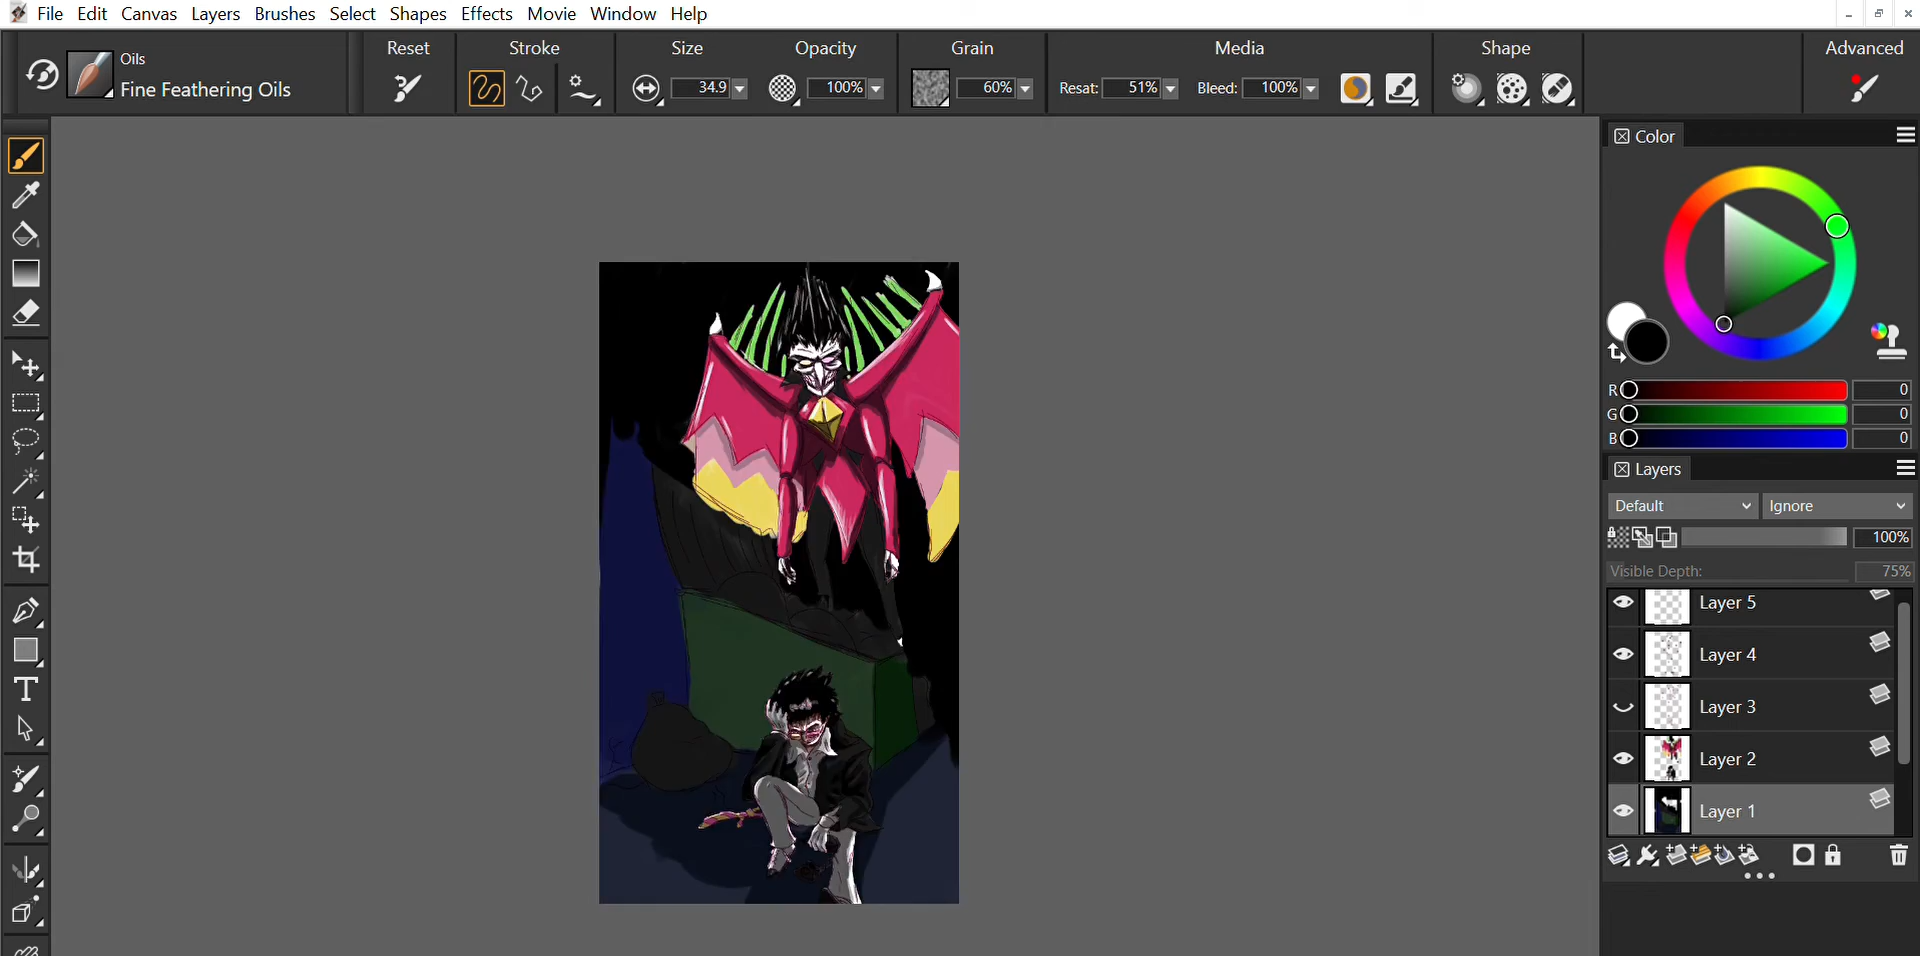 File Edit Canvas Layers Brushes Select Shapes Effects Movie Window Help
Oils
Fine Feathering Oils
Reset
Stroke
Size
34.9
Opacity
100%
Grain
60%
Media
Resat: 51% Bleed: 100%
Shape
Advanced
Color
R 0
G 0
B 0
Layers
Default Ignore
100%
Visible Depth: 75%
Layer 5
Layer 4
Layer 3
Layer 2
Layer 1